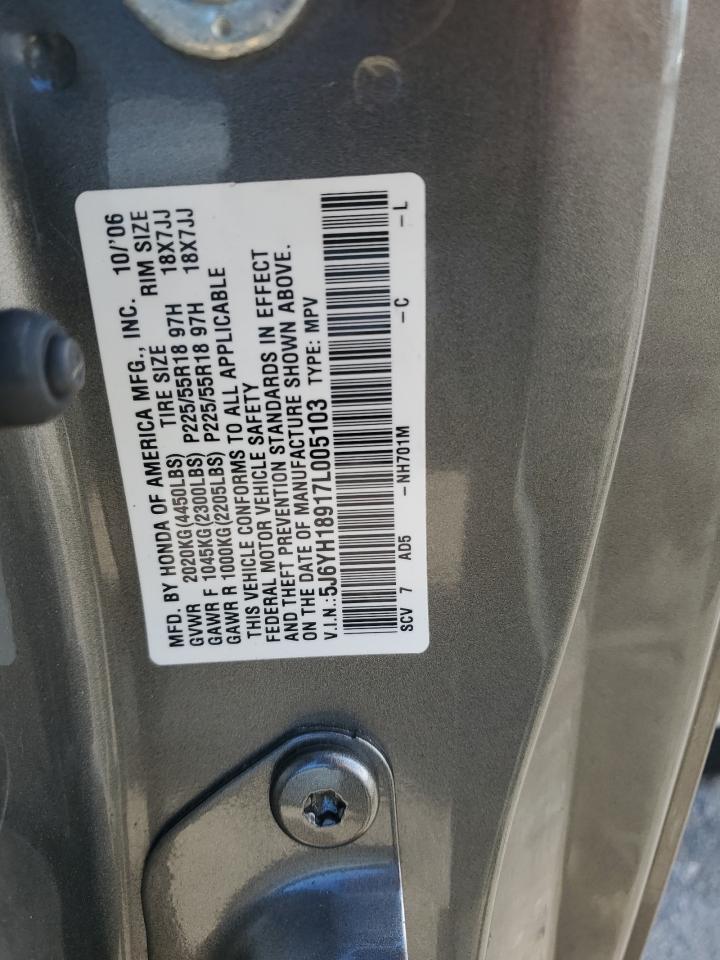 MFD. BY HONDA OF AMERICA MFG., INC. 10/'06
GVWR 2020KG(4450LBS) TIRE SIZE RIM SIZE
GAWR F 1045KG(2300LBS) P225/55R18 97H 18X7JJ
GAWR R 1000KG(2205LBS) P225/55R18 97H 18X7JJ
THIS VEHICLE CONFORMS TO ALL APPLICABLE
FEDERAL MOTOR VEHICLE SAFETY
AND THEFT PREVENTION STANDARDS IN EFFECT
ON THE DATE OF MANUFACTURE SHOWN ABOVE.
V.I.N.:5J6YH18917L005103 TYPE: MPV
SCV 7 AD5 -NH701M -C -L